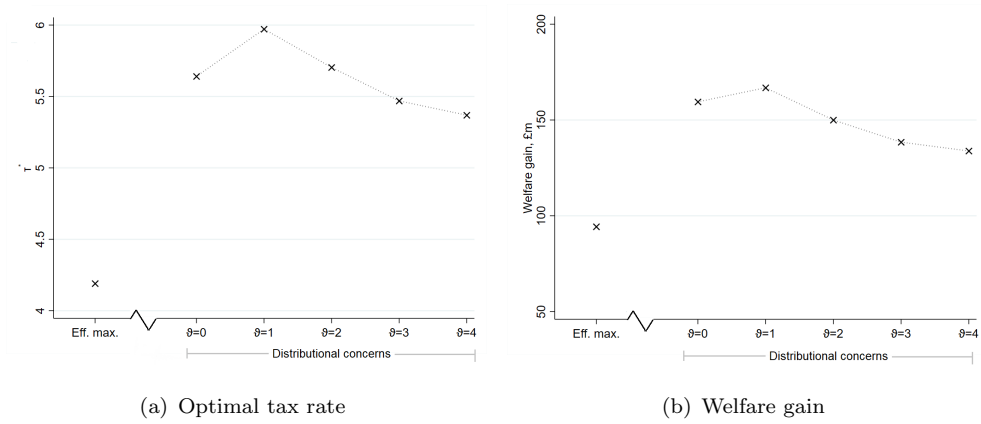 6
5.5
5
4.5
4
τ*
Eff. max.
ϑ=0
ϑ=1
ϑ=2
ϑ=3
ϑ=4
Distributional concerns
(a) Optimal tax rate
200
150
100
50
Welfare gain, £m
Eff. max.
ϑ=0
ϑ=1
ϑ=2
ϑ=3
ϑ=4
Distributional concerns
(b) Welfare gain